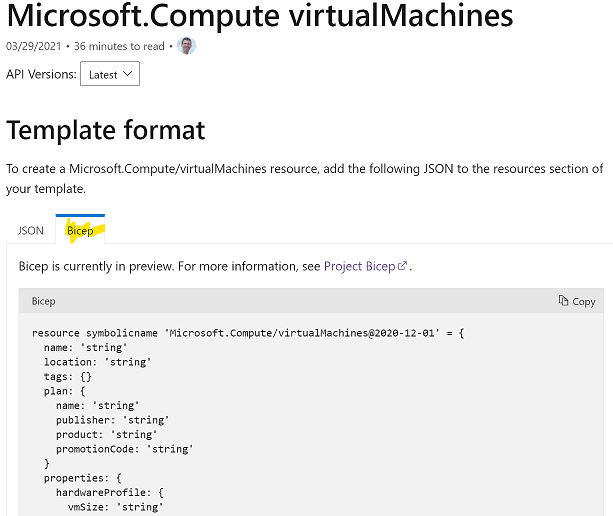 Microsoft.Compute virtualMachines
03/29/2021 • 36 minutes to read •
API Versions: Latest
Template format
To create a Microsoft.Compute/virtualMachines resource, add the following JSON to the resources section of
your template.
JSON Bicep
Bicep is currently in preview. For more information, see Project Bicep.
Bicep Copy
resource symbolicname 'Microsoft.Compute/virtualMachines@2020-12-01' = {
  name: 'string'
  location: 'string'
  tags: {}
  plan: {
    name: 'string'
    publisher: 'string'
    product: 'string'
    promotionCode: 'string'
  }
  properties: {
    hardwareProfile: {
      vmSize: 'string'